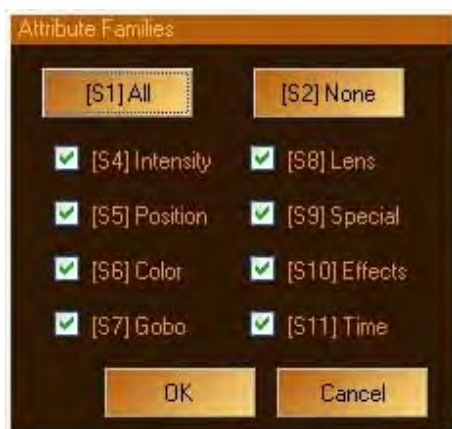 Attribute Families
[S1] All [S2] None
[S4] Intensity [S8] Lens
[S5] Position [S9] Special
[S6] Color [S10] Effects
[S7] Gobo [S11] Time
OK Cancel